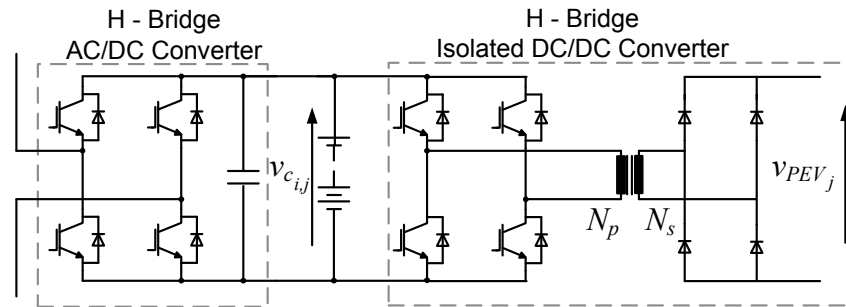 H - Bridge
AC/DC Converter
H - Bridge
Isolated DC/DC Converter
v_{c_{i,j}}
v_{PEV_j}
N_p
N_s